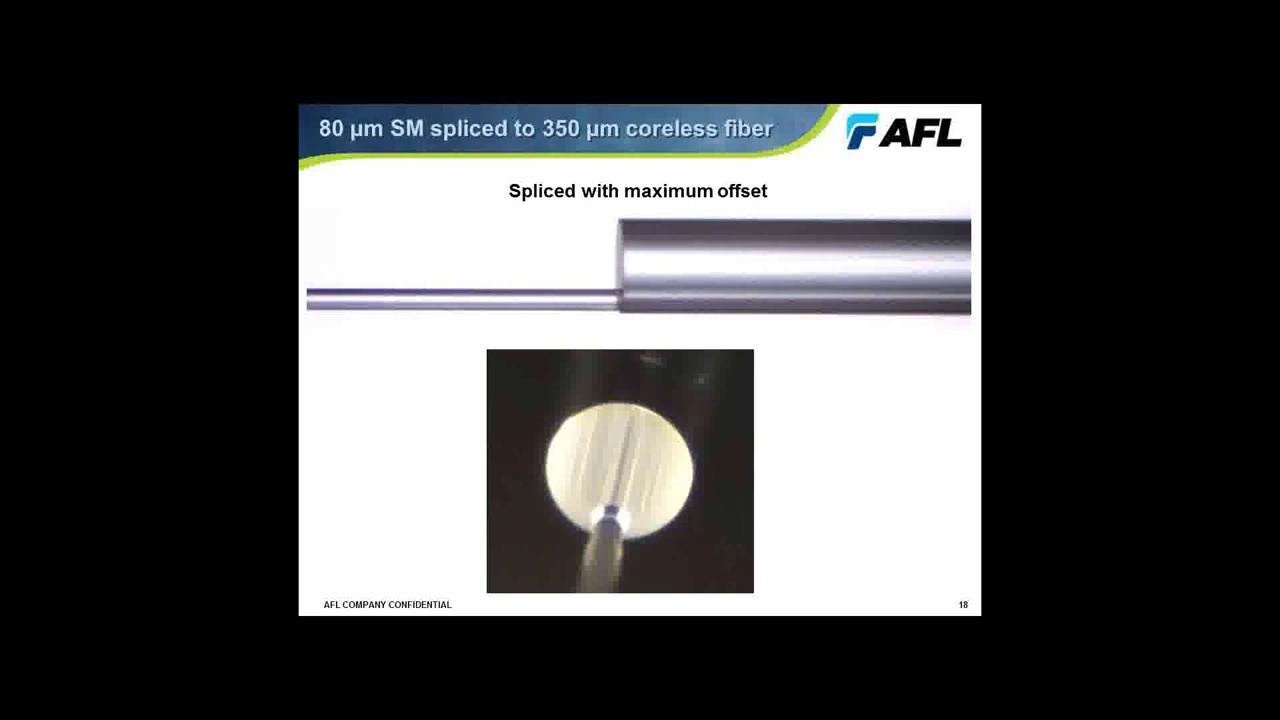 80 µm SM spliced to 350 µm coreless fiber
AFL
Spliced with maximum offset
AFL COMPANY CONFIDENTIAL
18